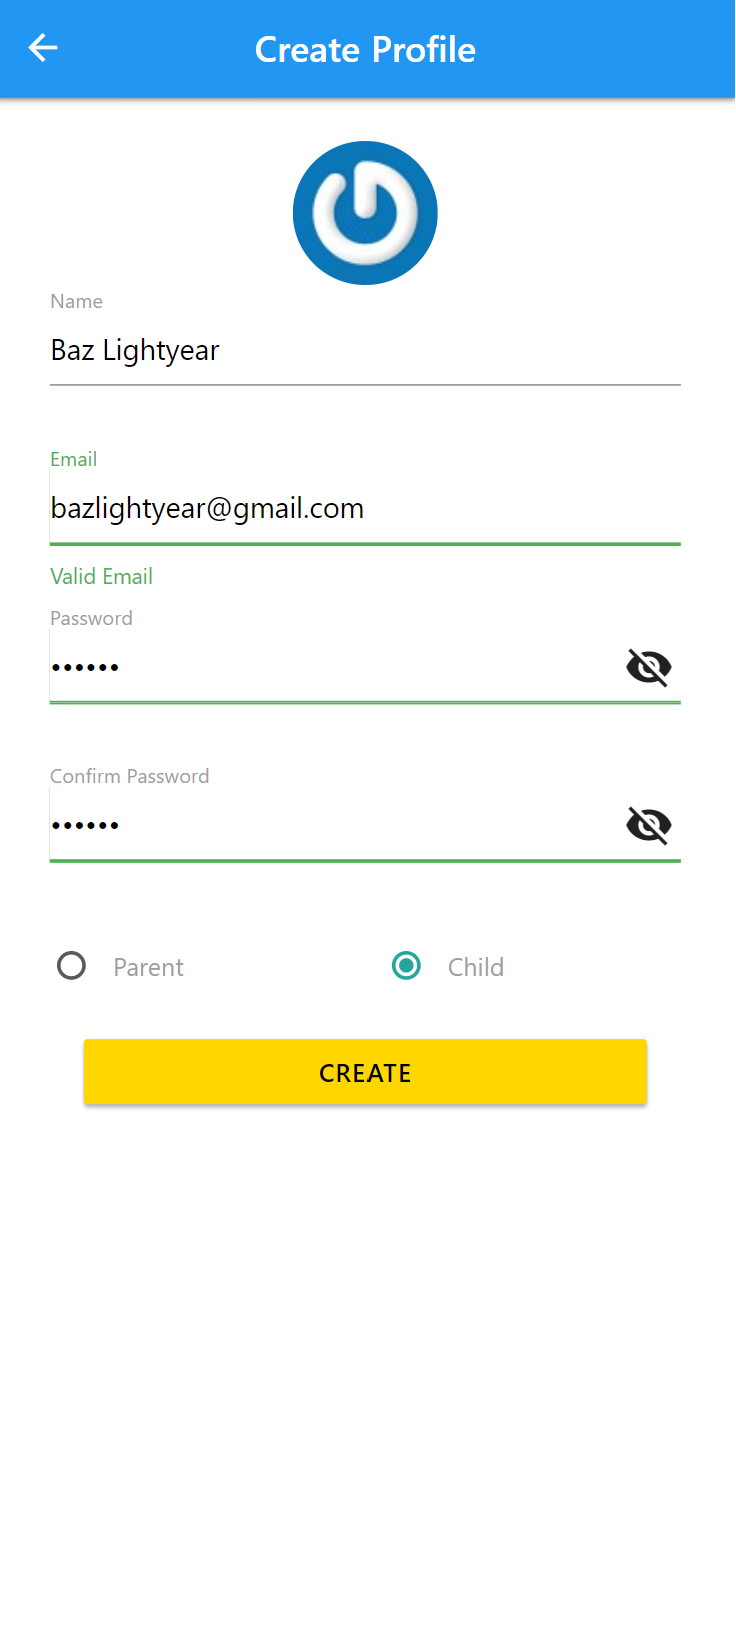 Create Profile
Name
Baz Lightyear
Email
bazlightyear@gmail.com
Valid Email
Password
••••••
Confirm Password
••••••
Parent
Child
CREATE